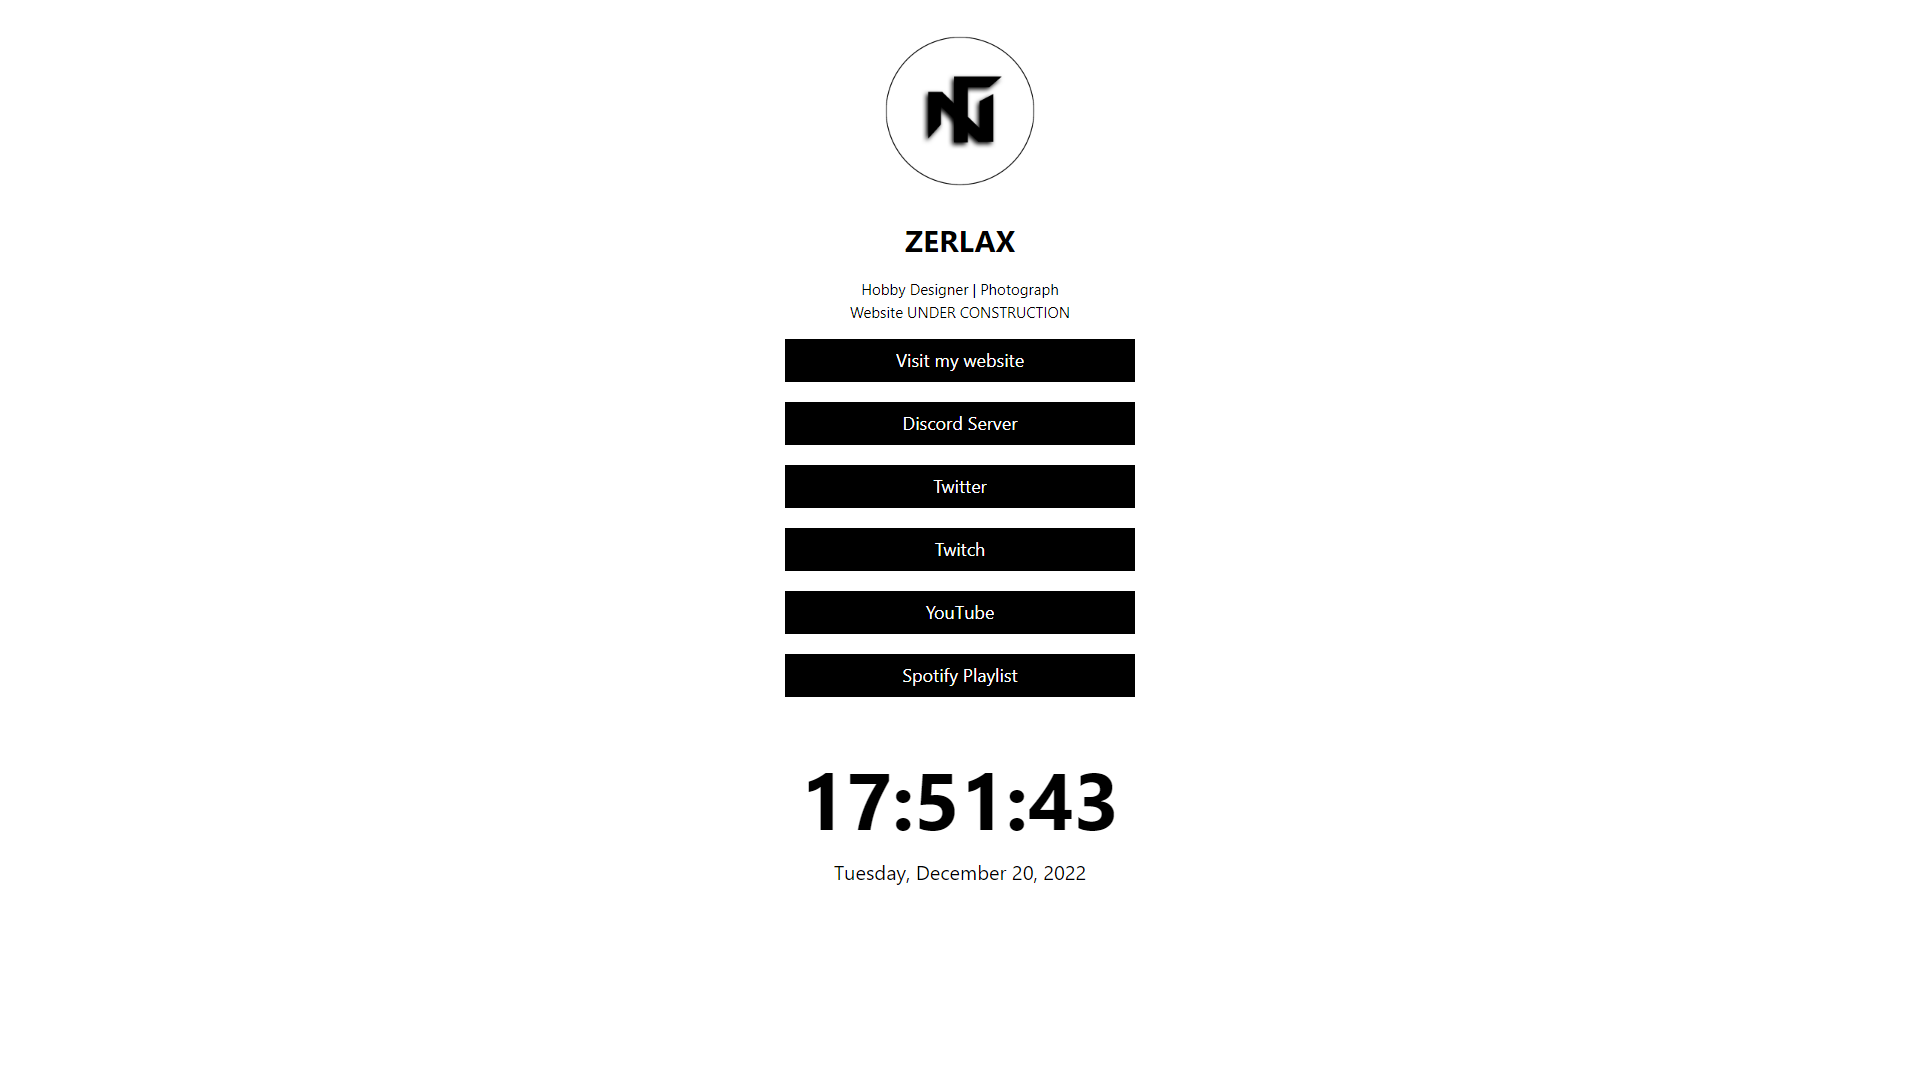 ZERLAX
Hobby Designer | Photograph
Website UNDER CONSTRUCTION
Visit my website
Discord Server
Twitter
Twitch
YouTube
Spotify Playlist
17:51:43
Tuesday, December 20, 2022